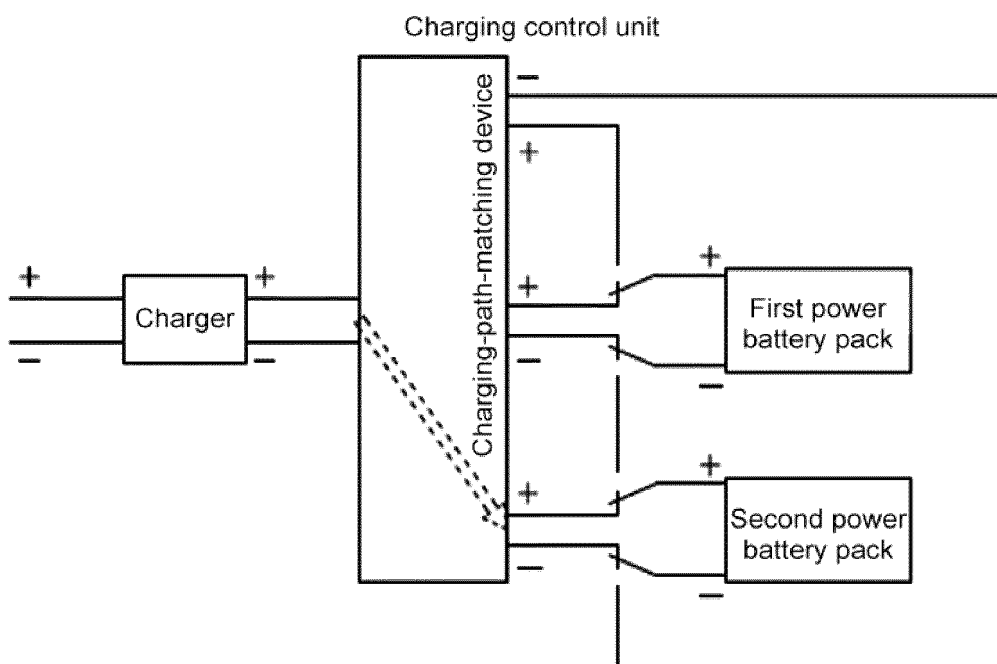 Charging control unit
Charging-path-matching device
−
+
+
−
+
−
+
−
Charger
+
−
+
−
First power
battery pack
+
−
+
−
Second power
battery pack